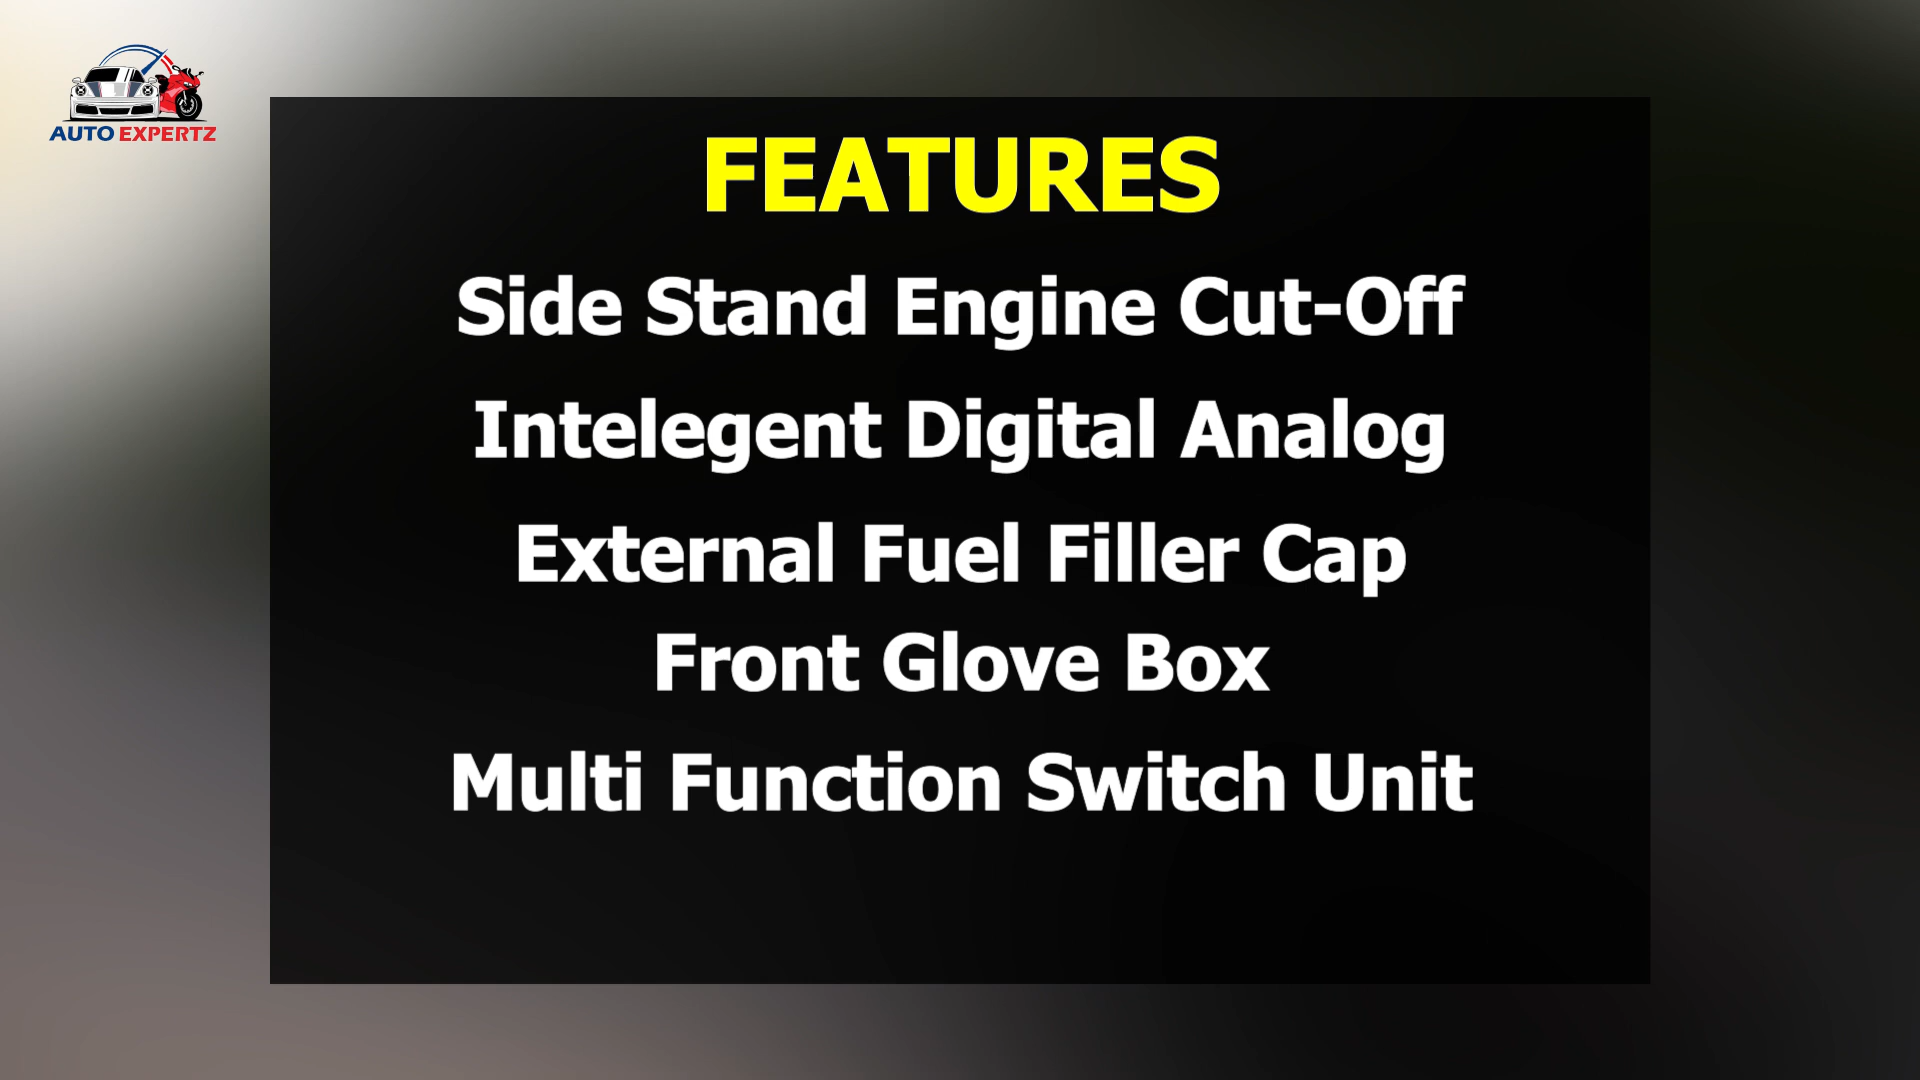 AUTO EXPERTZ
FEATURES
Side Stand Engine Cut-Off
Intelegent Digital Analog
External Fuel Filler Cap
Front Glove Box
Multi Function Switch Unit